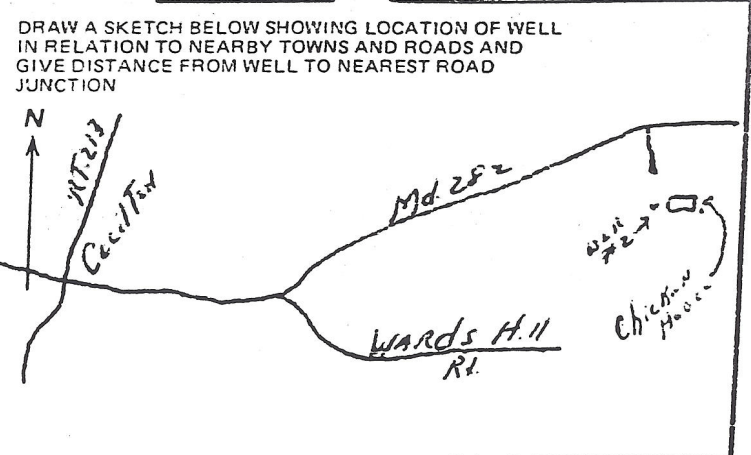 DRAW A SKETCH BELOW SHOWING LOCATION OF WELL
IN RELATION TO NEARBY TOWNS AND ROADS AND
GIVE DISTANCE FROM WELL TO NEAREST ROAD
JUNCTION
N
RT. 213
Cecilton
Md. 282
Well
#2
Chicken
House
WARds Hill
Rd.